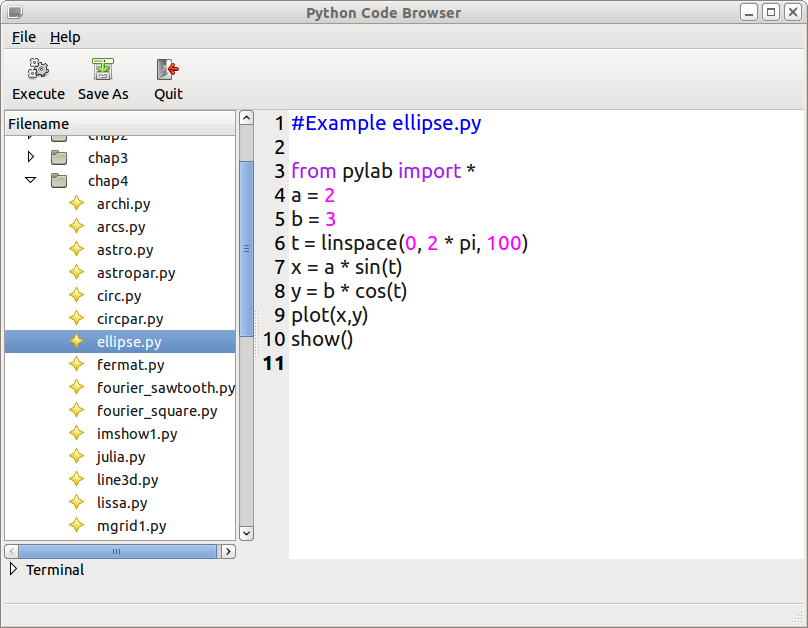 Python Code Browser
File Help
Execute Save As Quit
Filename
chap2
chap3
chap4
archi.py
arcs.py
astro.py
astropar.py
circ.py
circpar.py
ellipse.py
fermat.py
fourier_sawtooth.py
fourier_square.py
imshow1.py
julia.py
line3d.py
lissa.py
mgrid1.py
1 #Example ellipse.py
2
3 from pylab import *
4 a = 2
5 b = 3
6 t = linspace(0, 2 * pi, 100)
7 x = a * sin(t)
8 y = b * cos(t)
9 plot(x,y)
10 show()
11
Terminal